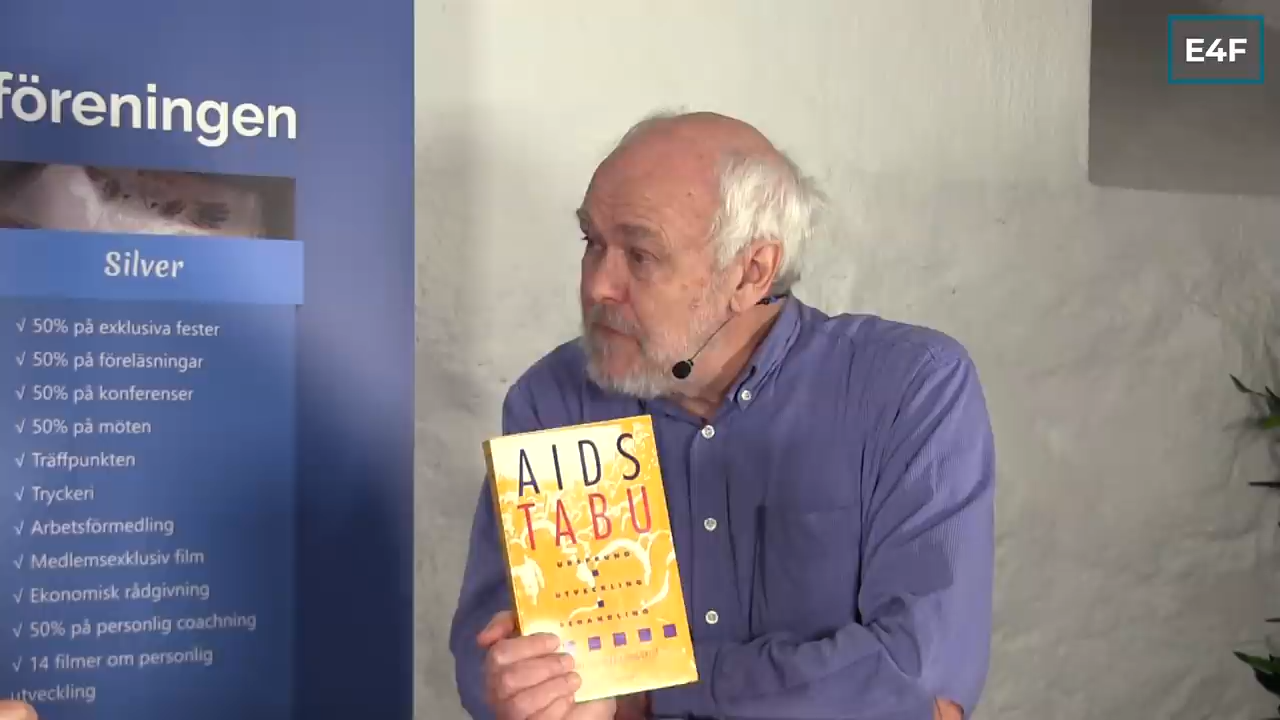 E4F
föreningen
Silver
√ 50% på exklusiva fester
√ 50% på föreläsningar
√ 50% på konferenser
√ 50% på möten
√ Träffpunkten
√ Tryckeri
√ Arbetsförmedling
√ Medlemsexklusiv film
√ Ekonomisk rådgivning
√ 50% på personlig coachning
√ 14 filmer om personlig
utveckling
AIDS
TABU
URSPRUNG
UTVECKLING
BEHANDLING